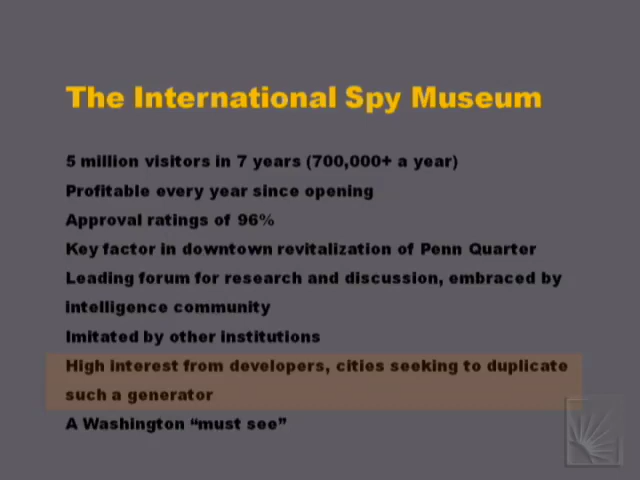 The International Spy Museum
5 million visitors in 7 years (700,000+ a year)
Profitable every year since opening
Approval ratings of 96%
Key factor in downtown revitalization of Penn Quarter
Leading forum for research and discussion, embraced by
intelligence community
Imitated by other institutions
High interest from developers, cities seeking to duplicate
such a generator
A Washington “must see”